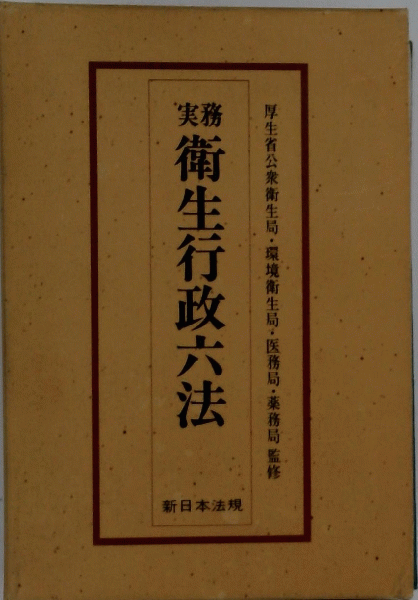 厚生省公衆衛生局・環境衛生局・医務局・薬務局 監修
実務
衛生行政六法
新日本法規